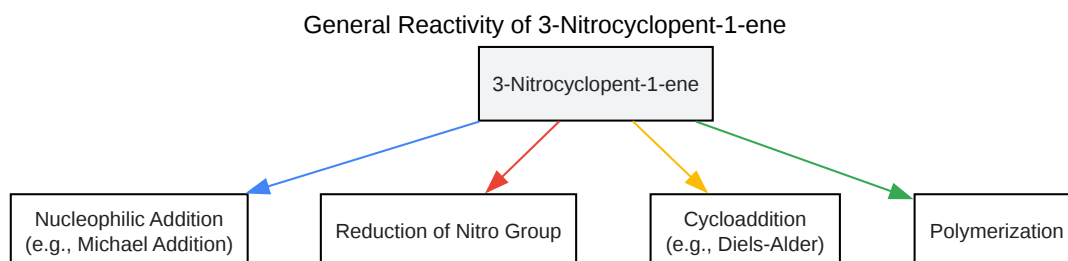 General Reactivity of 3-Nitrocyclopent-1-ene
3-Nitrocyclopent-1-ene
Nucleophilic Addition
(e.g., Michael Addition)
Reduction of Nitro Group
Cycloaddition
(e.g., Diels-Alder)
Polymerization